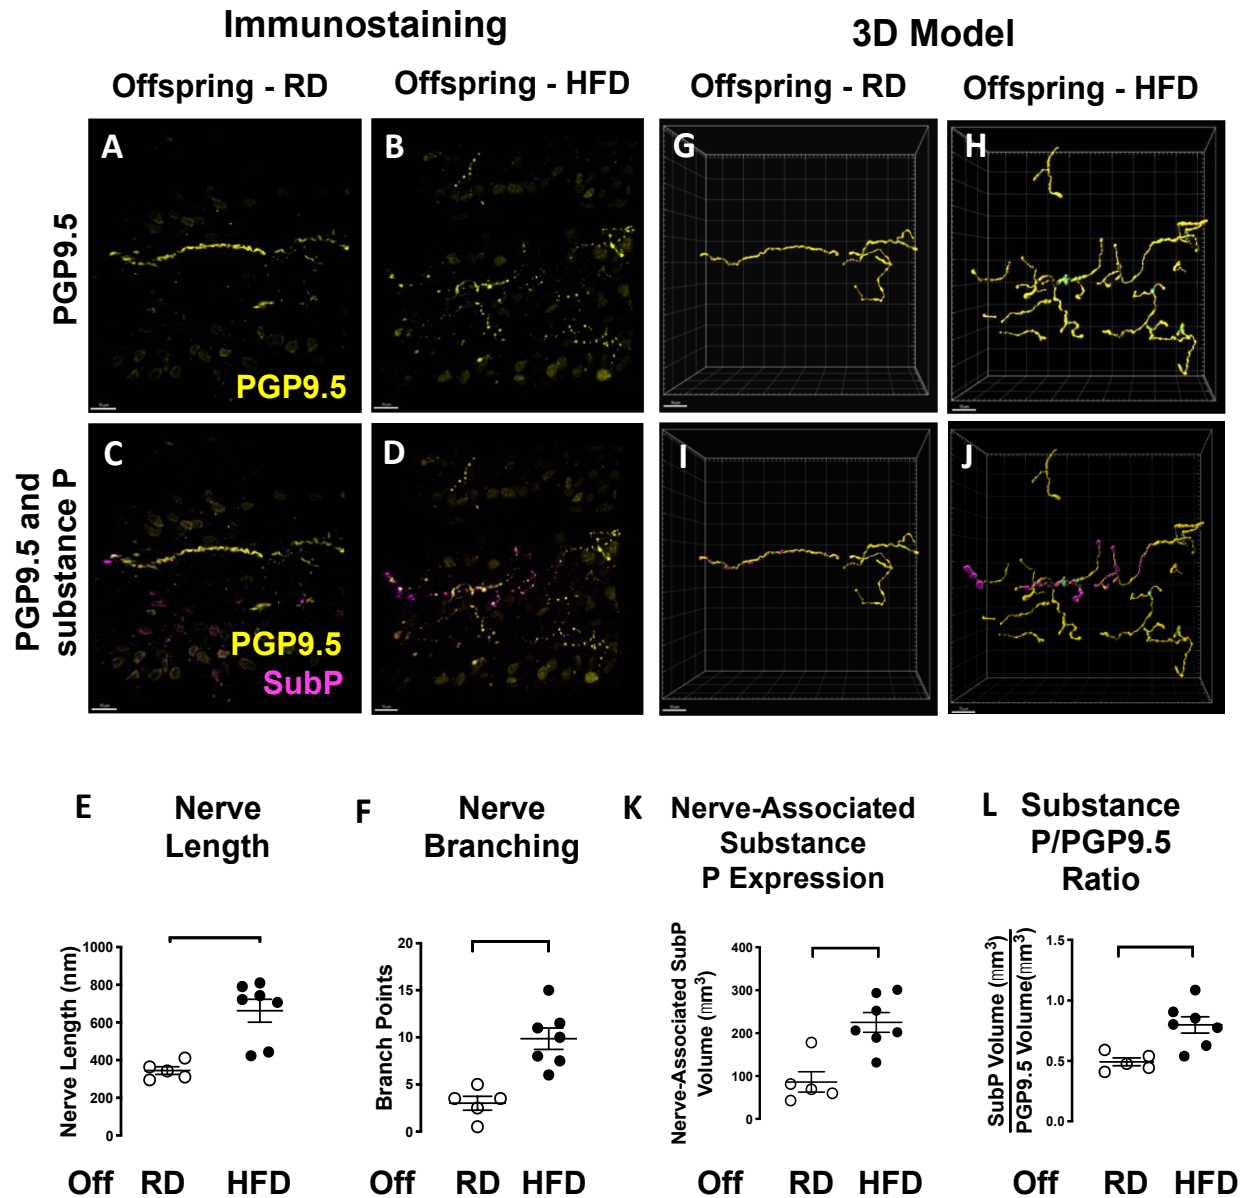 Immunostaining
3D Model
Offspring - RD
Offspring - HFD
Offspring - RD
Offspring - HFD
PGP9.5
A
PGP9.5
B
G
H
PGP9.5 and
substance P
C
PGP9.5
SubP
D
I
J
E
Nerve
Length
Nerve Length (nm)
1000
800
600
400
200
0
Off RD HFD
F
Nerve
Branching
Branch Points
20
15
10
5
0
Off RD HFD
K
Nerve-Associated
Substance
P Expression
Nerve-Associated SubP
Volume (mm³)
400
300
200
100
0
Off RD HFD
L
Substance
P/PGP9.5
Ratio
SubP Volume (mm³)
PGP9.5 Volume(mm³)
1.5
1.0
0.5
0.0
Off RD HFD